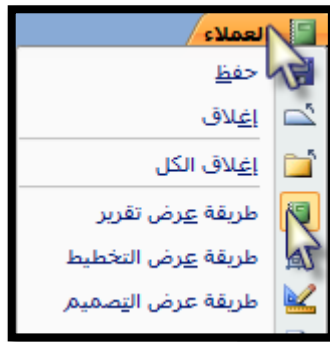 العملاء
حفظ
إغلاق
إغلاق الكل
طريقة عرض تقرير
طريقة عرض التخطيط
طريقة عرض التصميم